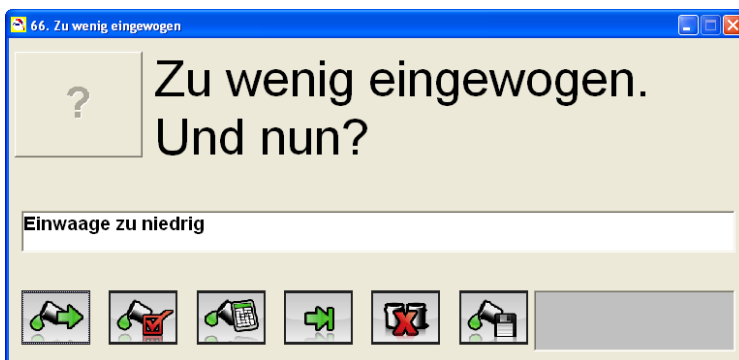 66. Zu wenig eingewogen
?
Zu wenig eingewogen.
Und nun?
Einwaage zu niedrig